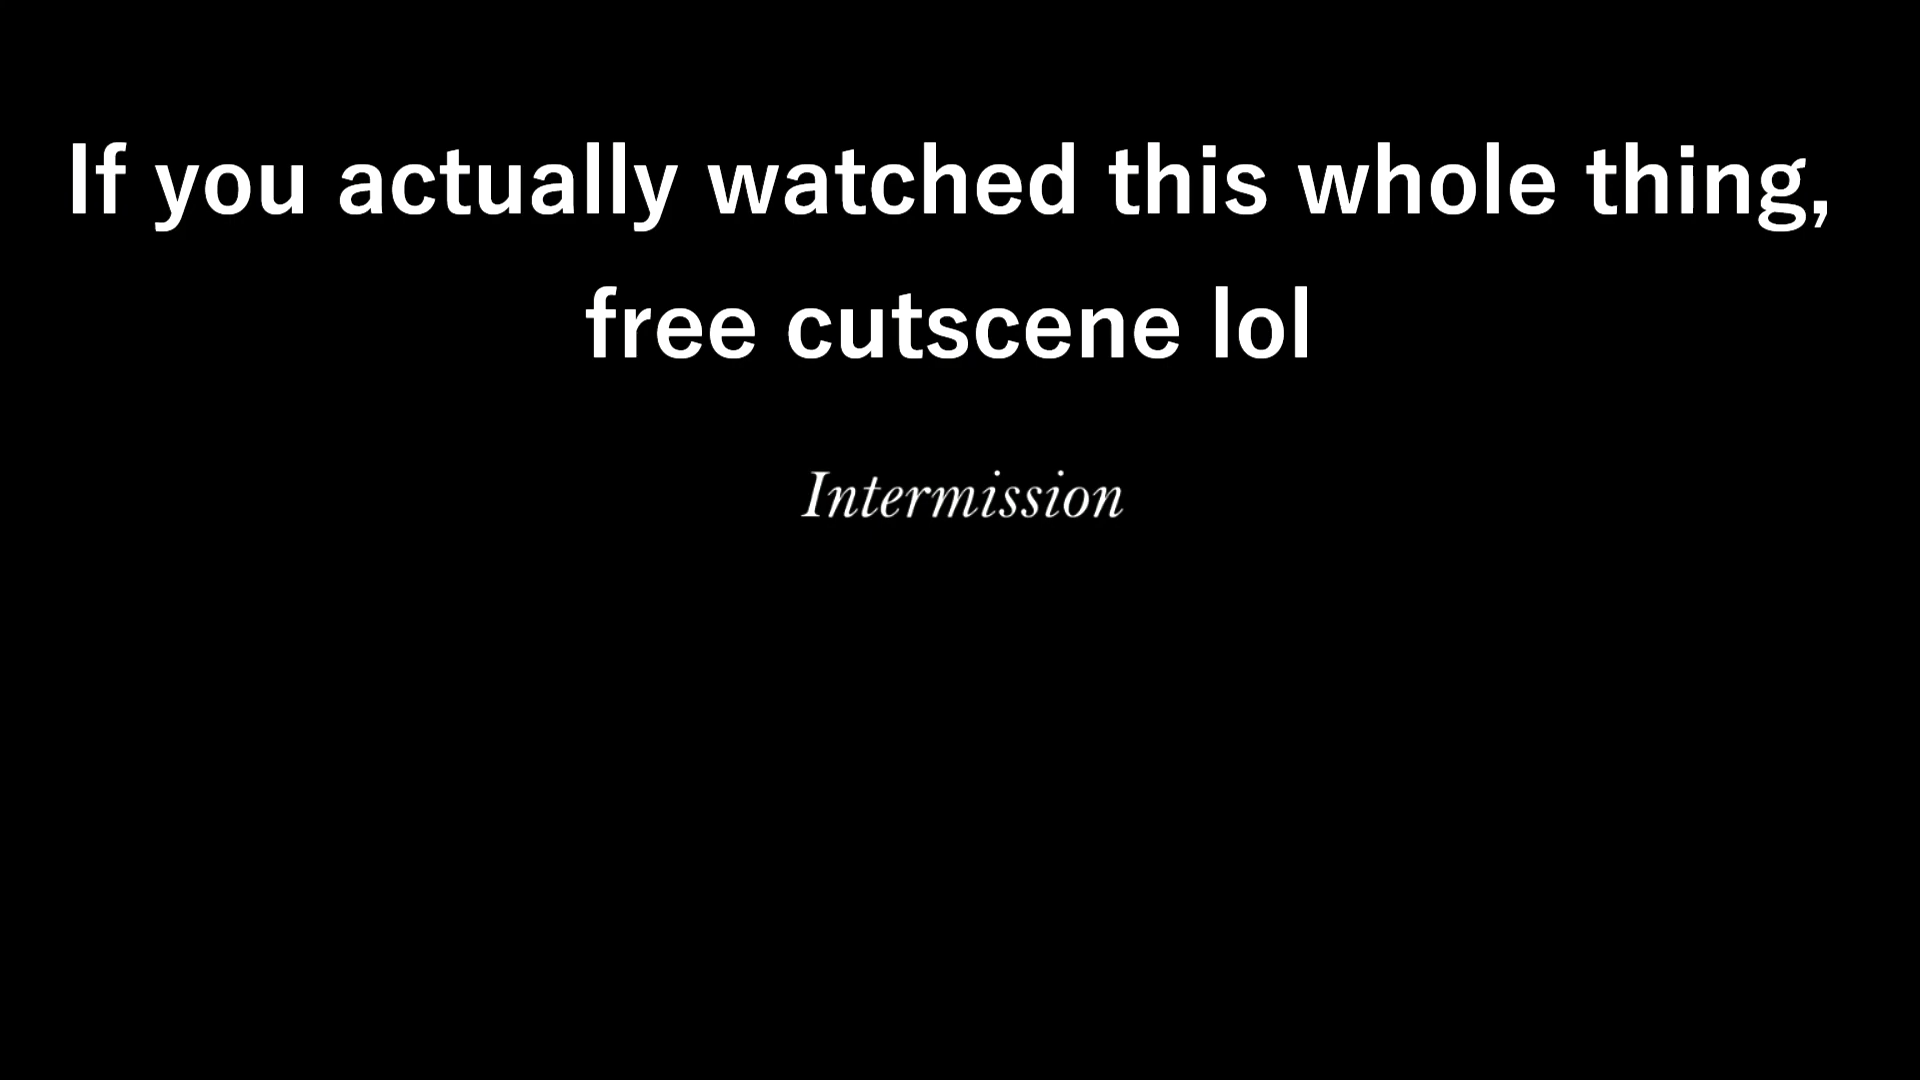 If you actually watched this whole thing,
free cutscene lol
Intermission